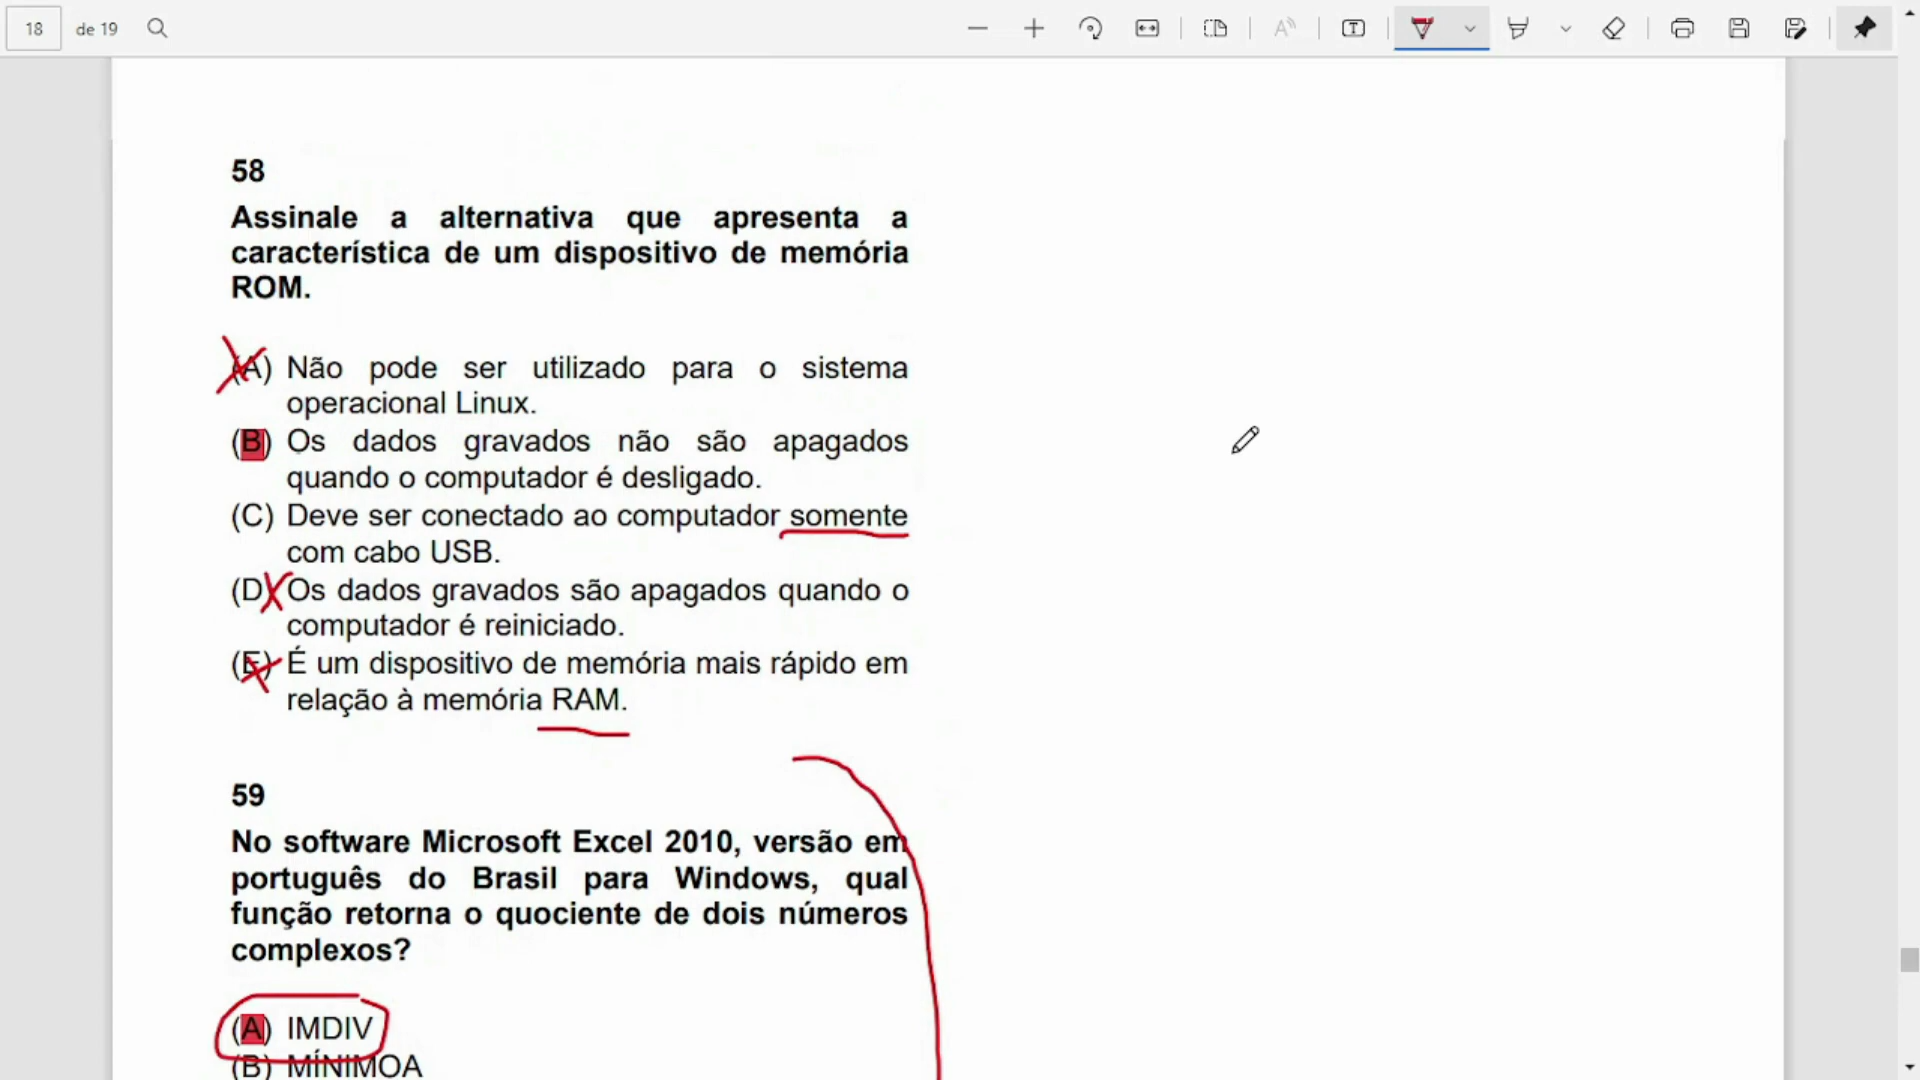 18 de 19
58
Assinale a alternativa que apresenta a
característica de um dispositivo de memória
ROM.
(A) Não pode ser utilizado para o sistema
operacional Linux.
(B) Os dados gravados não são apagados
quando o computador é desligado.
(C) Deve ser conectado ao computador somente
com cabo USB.
(D) Os dados gravados são apagados quando o
computador é reiniciado.
(E) É um dispositivo de memória mais rápido em
relação à memória RAM.
59
No software Microsoft Excel 2010, versão em
português do Brasil para Windows, qual
função retorna o quociente de dois números
complexos?
(A) IMDIV
(B) MÍNIMOA